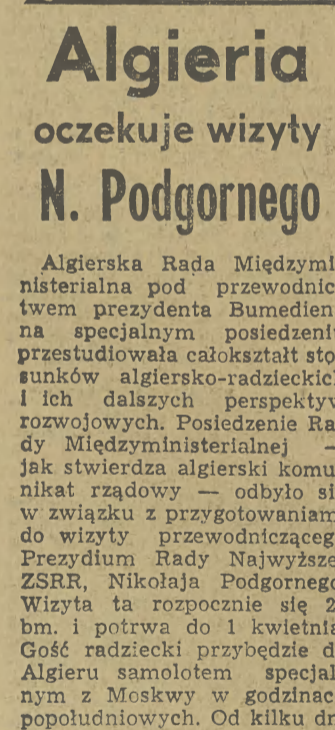 Algieria
oczekuje wizyty
N. Podgornego
Algierska Rada Międzymi
nisterialna pod przewodnic
twem prezydenta Bumedien
na specjalnym posiedzeni
przestudiowała całokształt sto
sunków algiersko-radzieckic
i ich dalszych perspektyw
rozwojowych. Posiedzenie Ra
dy Międzyministerialnej —
jak stwierdza algierski komu
nikat rządowy — odbyło si
w związku z przygotowaniam
do wizyty przewodnicząceg
Prezydium Rady Najwyższe
ZSRR, Nikołaja Podgornego
Wizyta ta rozpocznie się 2
bm. i potrwa do 1 kwietnia
Gość radziecki przybędzie d
Algieru samolotem specjal
nym z Moskwy w godzinac
popołudniowych. Od kilku dn